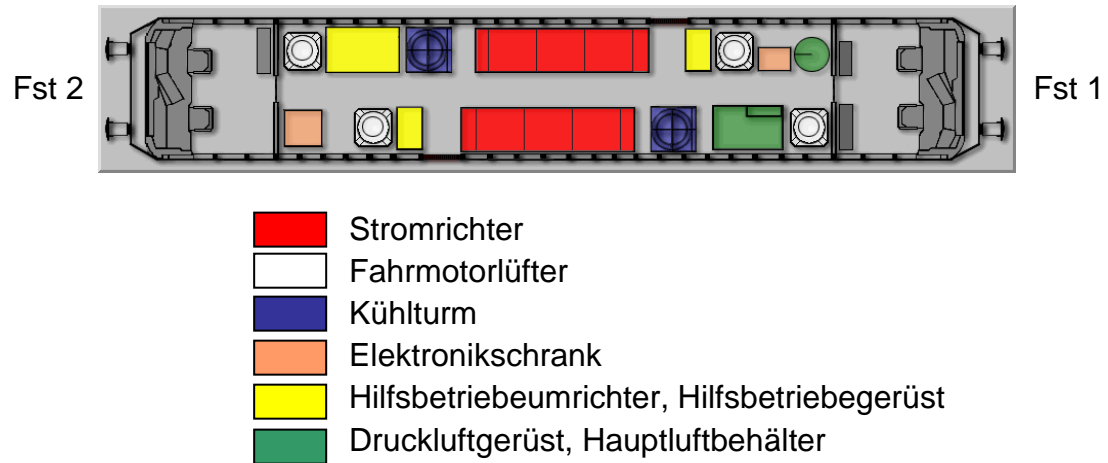 Fst 2
Fst 1
Stromrichter
Fahrmotorlüfter
Kühlturm
Elektronikschrank
Hilfsbetriebeumrichter, Hilfsbetriebegerüst
Druckluftgerüst, Hauptluftbehälter